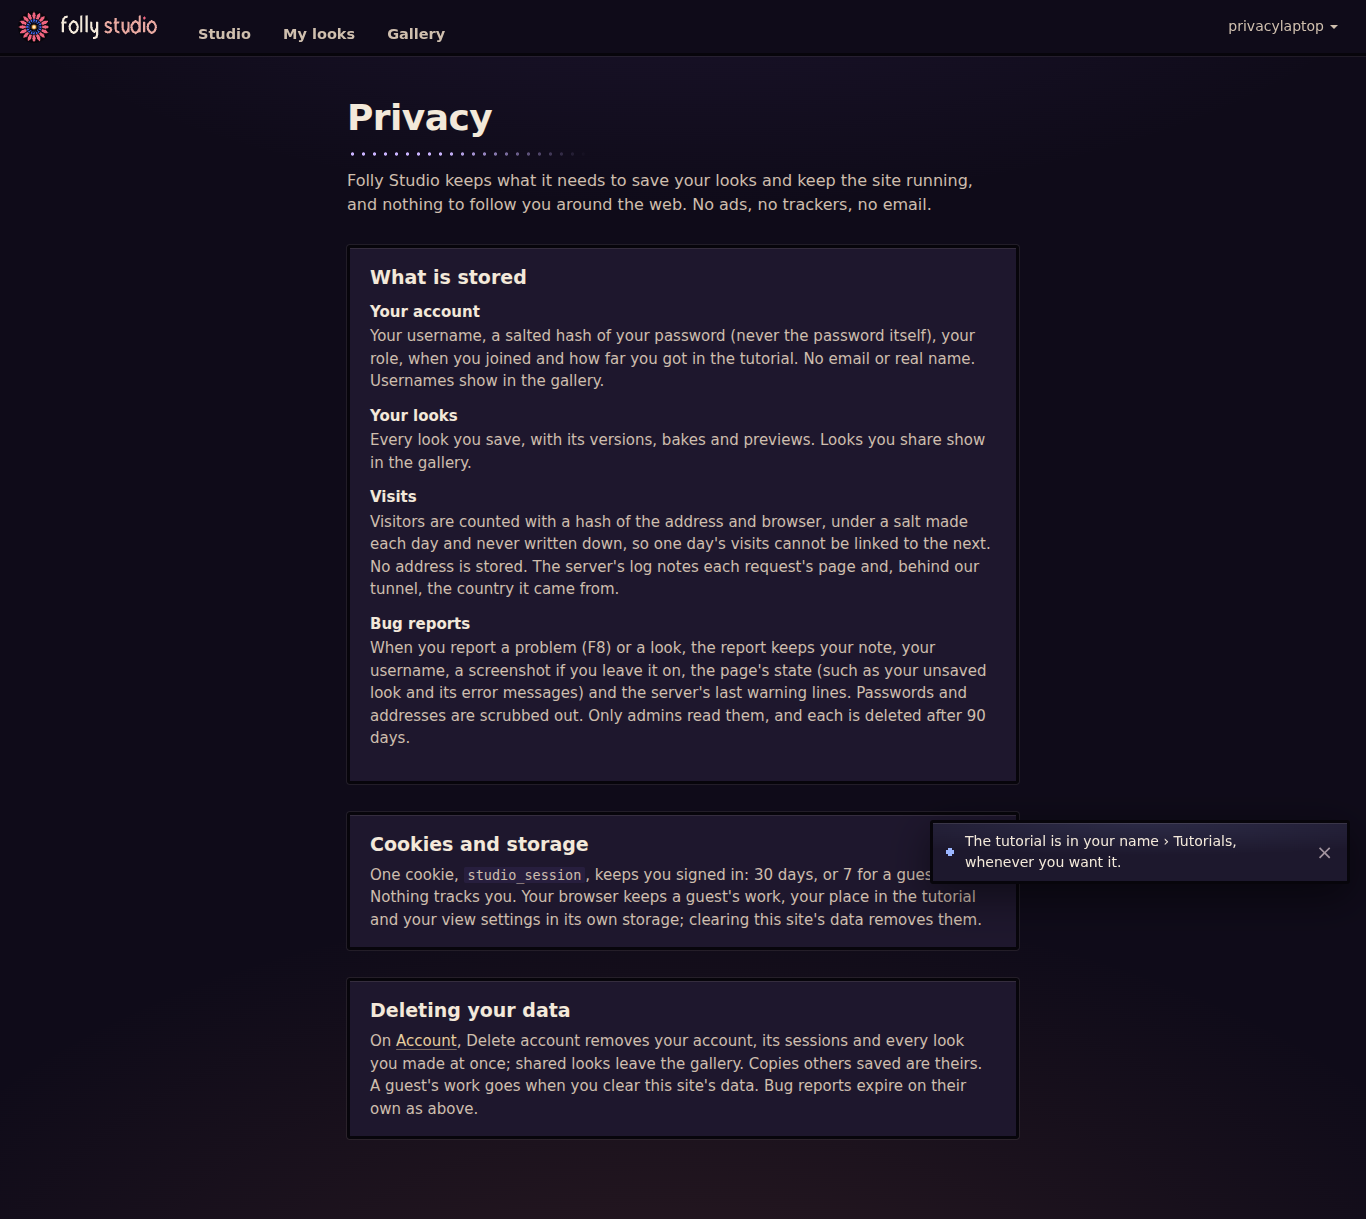 folly studio
Studio
My looks
Gallery
privacylaptop
Privacy
Folly Studio keeps what it needs to save your looks and keep the site running,
and nothing to follow you around the web. No ads, no trackers, no email.
What is stored
Your account
Your username, a salted hash of your password (never the password itself), your
role, when you joined and how far you got in the tutorial. No email or real name.
Usernames show in the gallery.
Your looks
Every look you save, with its versions, bakes and previews. Looks you share show
in the gallery.
Visits
Visitors are counted with a hash of the address and browser, under a salt made
each day and never written down, so one day's visits cannot be linked to the next.
No address is stored. The server's log notes each request's page and, behind our
tunnel, the country it came from.
Bug reports
When you report a problem (F8) or a look, the report keeps your note, your
username, a screenshot if you leave it on, the page's state (such as your unsaved
look and its error messages) and the server's last warning lines. Passwords and
addresses are scrubbed out. Only admins read them, and each is deleted after 90
days.
Cookies and storage
One cookie, studio_session, keeps you signed in: 30 days, or 7 for a
Nothing tracks you. Your browser keeps a guest's work, your place in the tutorial
and your view settings in its own storage; clearing this site's data removes them.
The tutorial is in your name › Tutorials,
whenever you want it.
Deleting your data
On Account, Delete account removes your account, its sessions and every look
you made at once; shared looks leave the gallery. Copies others saved are theirs.
A guest's work goes when you clear this site's data. Bug reports expire on their
own as above.